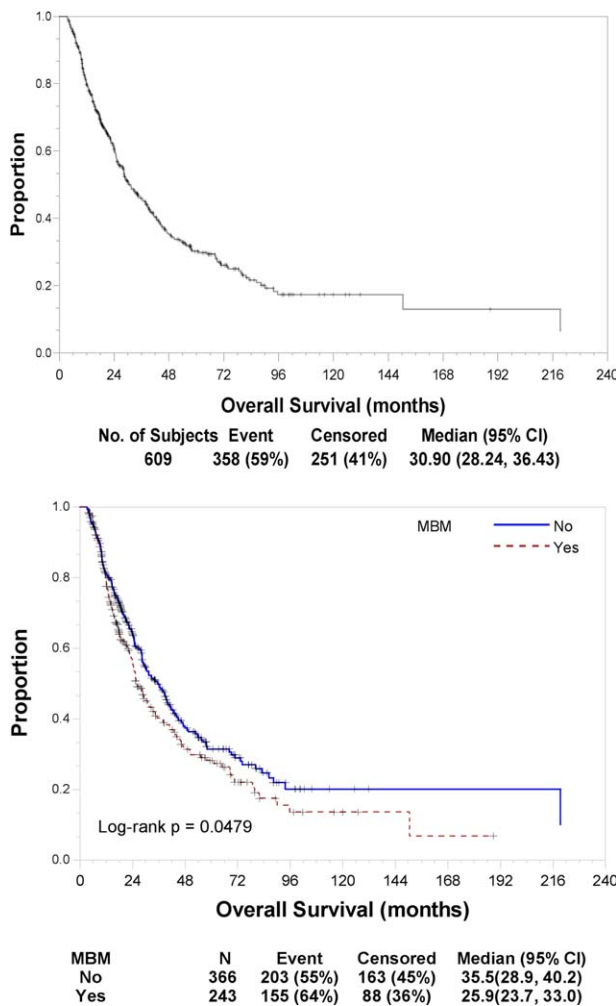 1.0
0.8
0.6
0.4
0.2
0.0
Proportion
0 24 48 72 96 120 144 168 192 216 240
Overall Survival (months)
No. of Subjects Event Censored Median (95% CI)
609 358 (59%) 251 (41%) 30.90 (28.24, 36.43)
1.0
0.8
0.6
0.4
0.2
0.0
Proportion
MBM No
Yes
Log-rank p = 0.0479
0 24 48 72 96 120 144 168 192 216 240
Overall Survival (months)
MBM N Event Censored Median (95% CI)
No 366 203 (55%) 163 (45%) 35.5(28.9, 40.2)
Yes 243 155 (64%) 88 (36%) 25.9(23.7, 33.0)